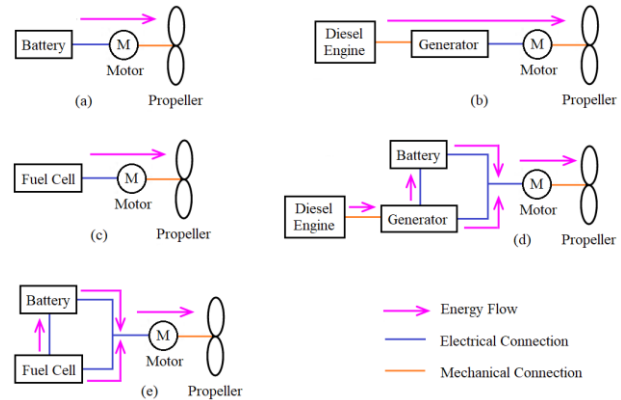 Battery
M
Motor
Propeller
(a)
Diesel
Engine
Generator
M
Motor
Propeller
(b)
Fuel Cell
M
Motor
Propeller
(c)
Battery
Diesel
Engine
Generator
M
Motor
Propeller
(d)
Battery
Fuel Cell
M
Motor
Propeller
(e)
Energy Flow
Electrical Connection
Mechanical Connection